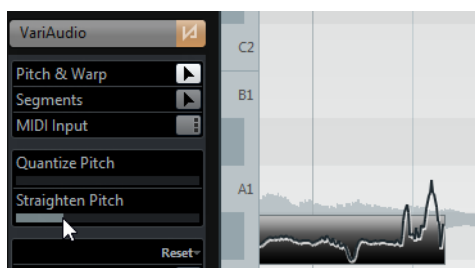 VariAudio
Pitch & Warp
Segments
MIDI Input
Quantize Pitch
Straighten Pitch
Reset
C2
B1
A1